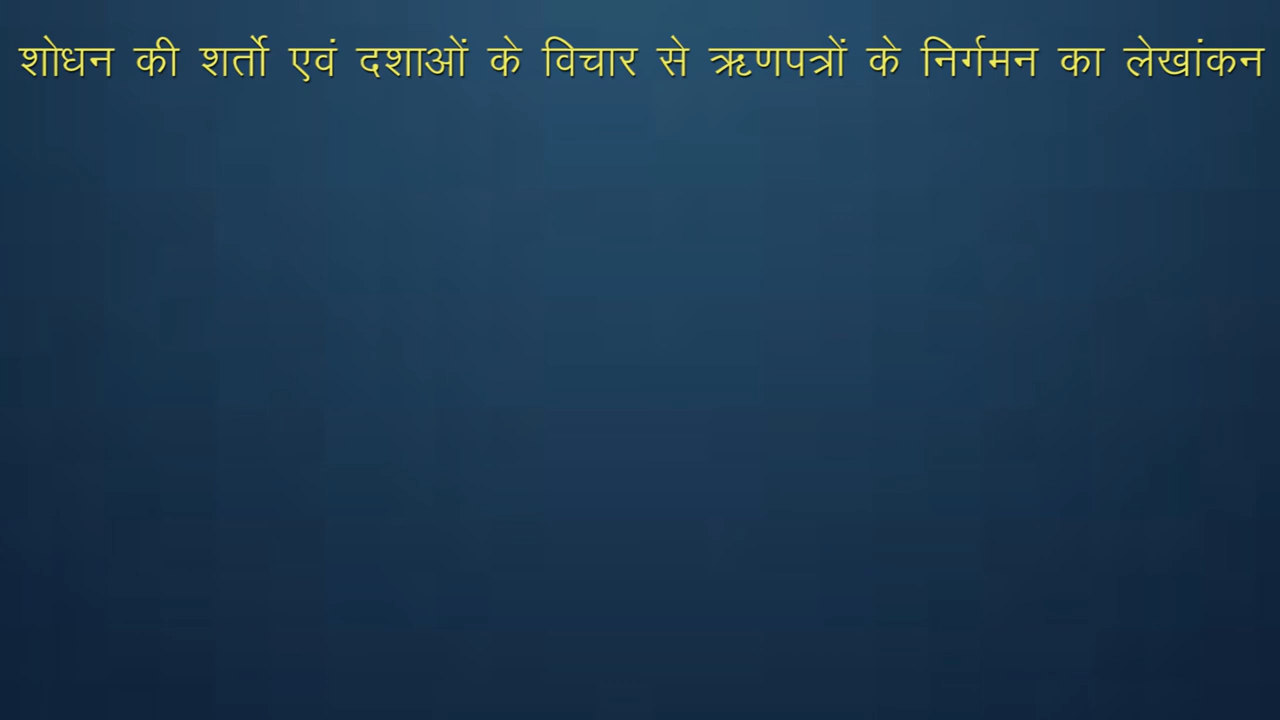 शोधन की शर्तो एवं दशाओं के विचार से ऋणपत्रों के निर्गमन का लेखांकन